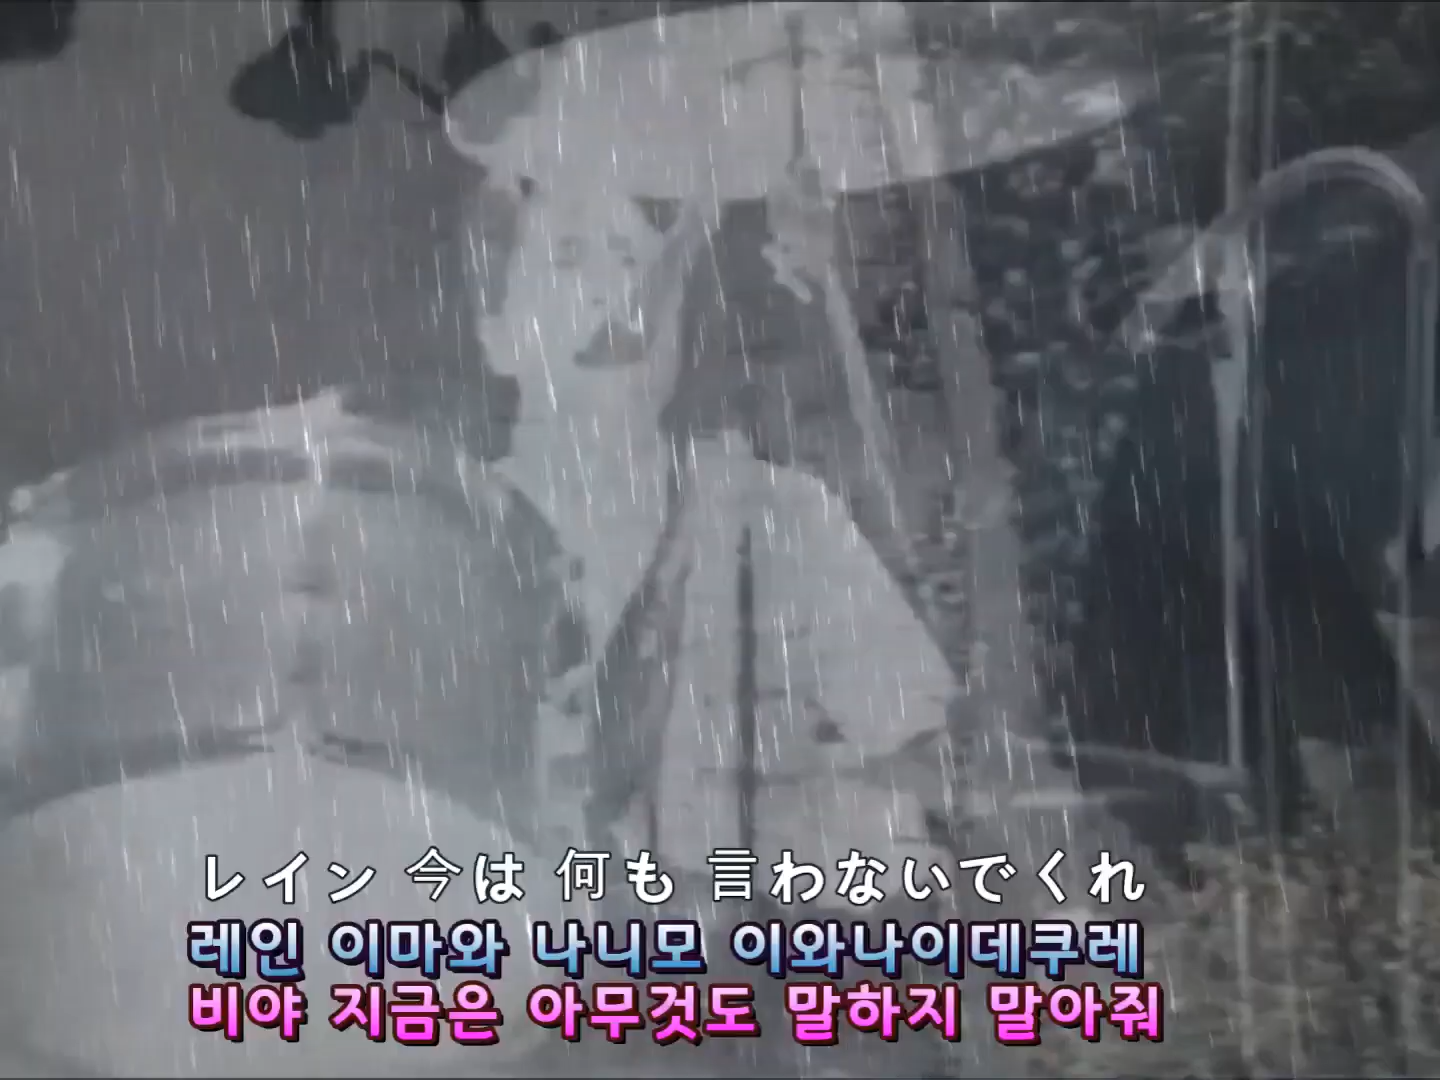 レイン 今は 何も 言わないでくれ
레인 이마와 나니모 이와나이데쿠레
비야 지금은 아무것도 말하지 말아줘